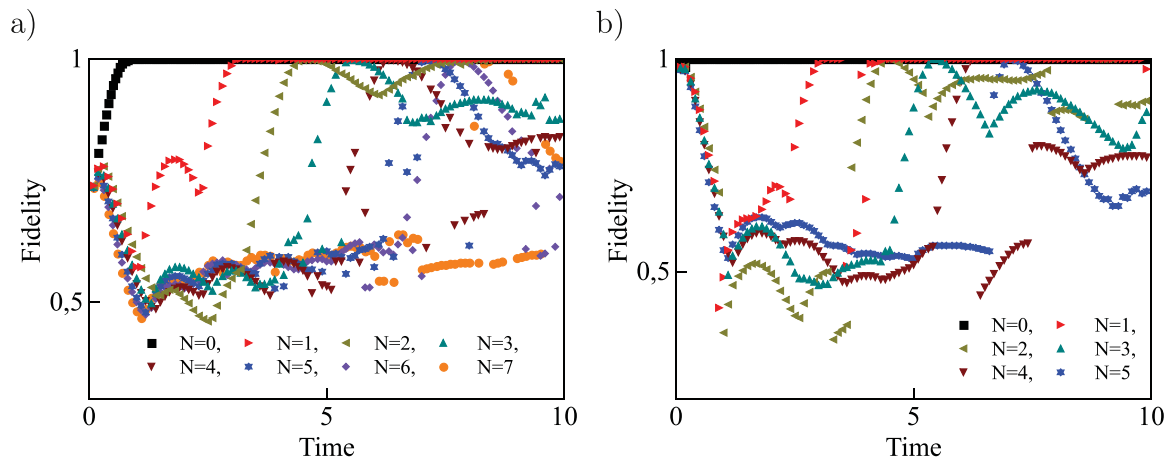 a)
1
Fidelity
0,5
N=0, N=1, N=2, N=3,
N=4, N=5, N=6, N=7
0 5 10
Time
b)
1
Fidelity
0,5
N=0, N=1,
N=2, N=3,
N=4, N=5
0 5 10
Time